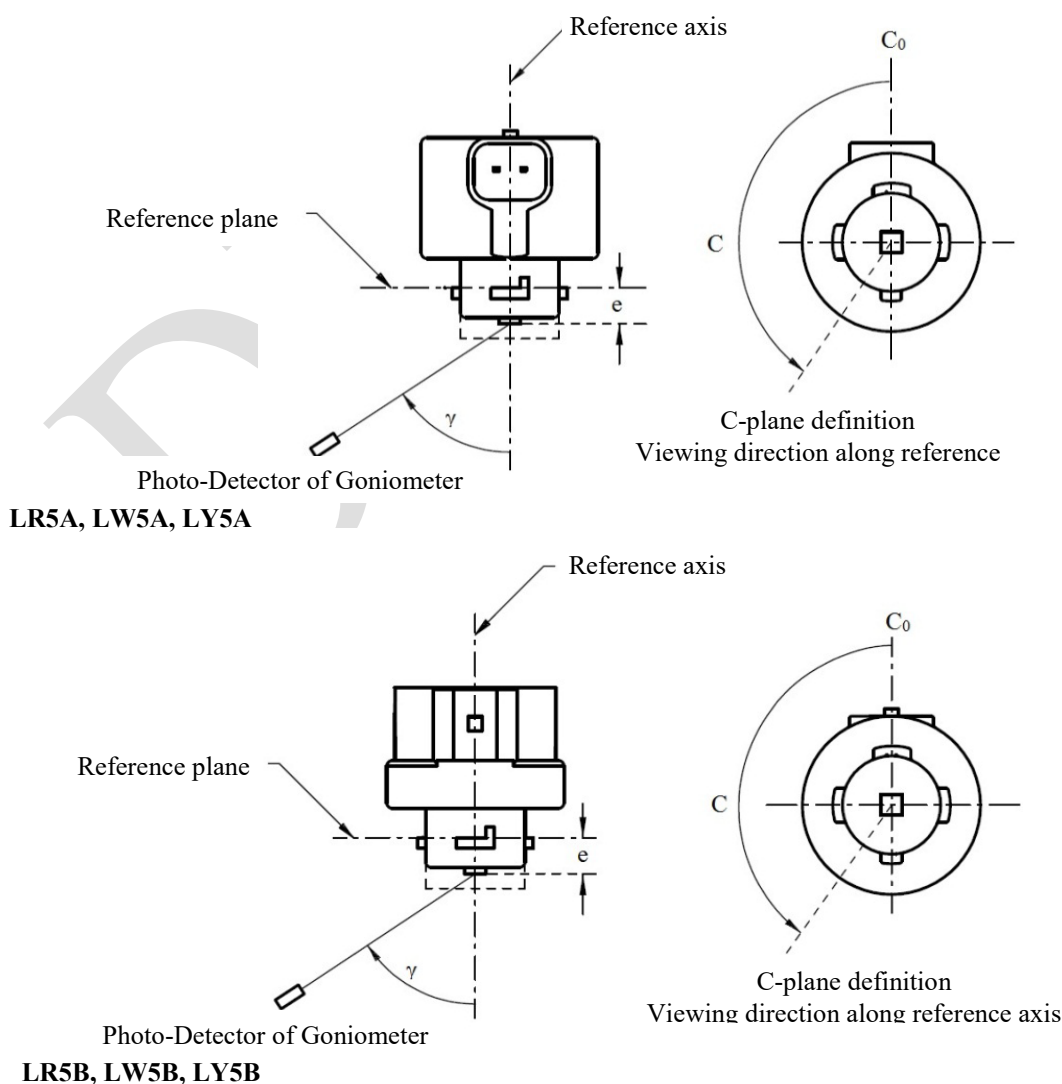 Reference axis
C0
Reference plane
e
C
γ
C-plane definition
Viewing direction along reference
Photo-Detector of Goniometer
LR5A, LW5A, LY5A
Reference axis
C0
Reference plane
C
e
γ
C-plane definition
Viewing direction along reference axis
Photo-Detector of Goniometer
LR5B, LW5B, LY5B